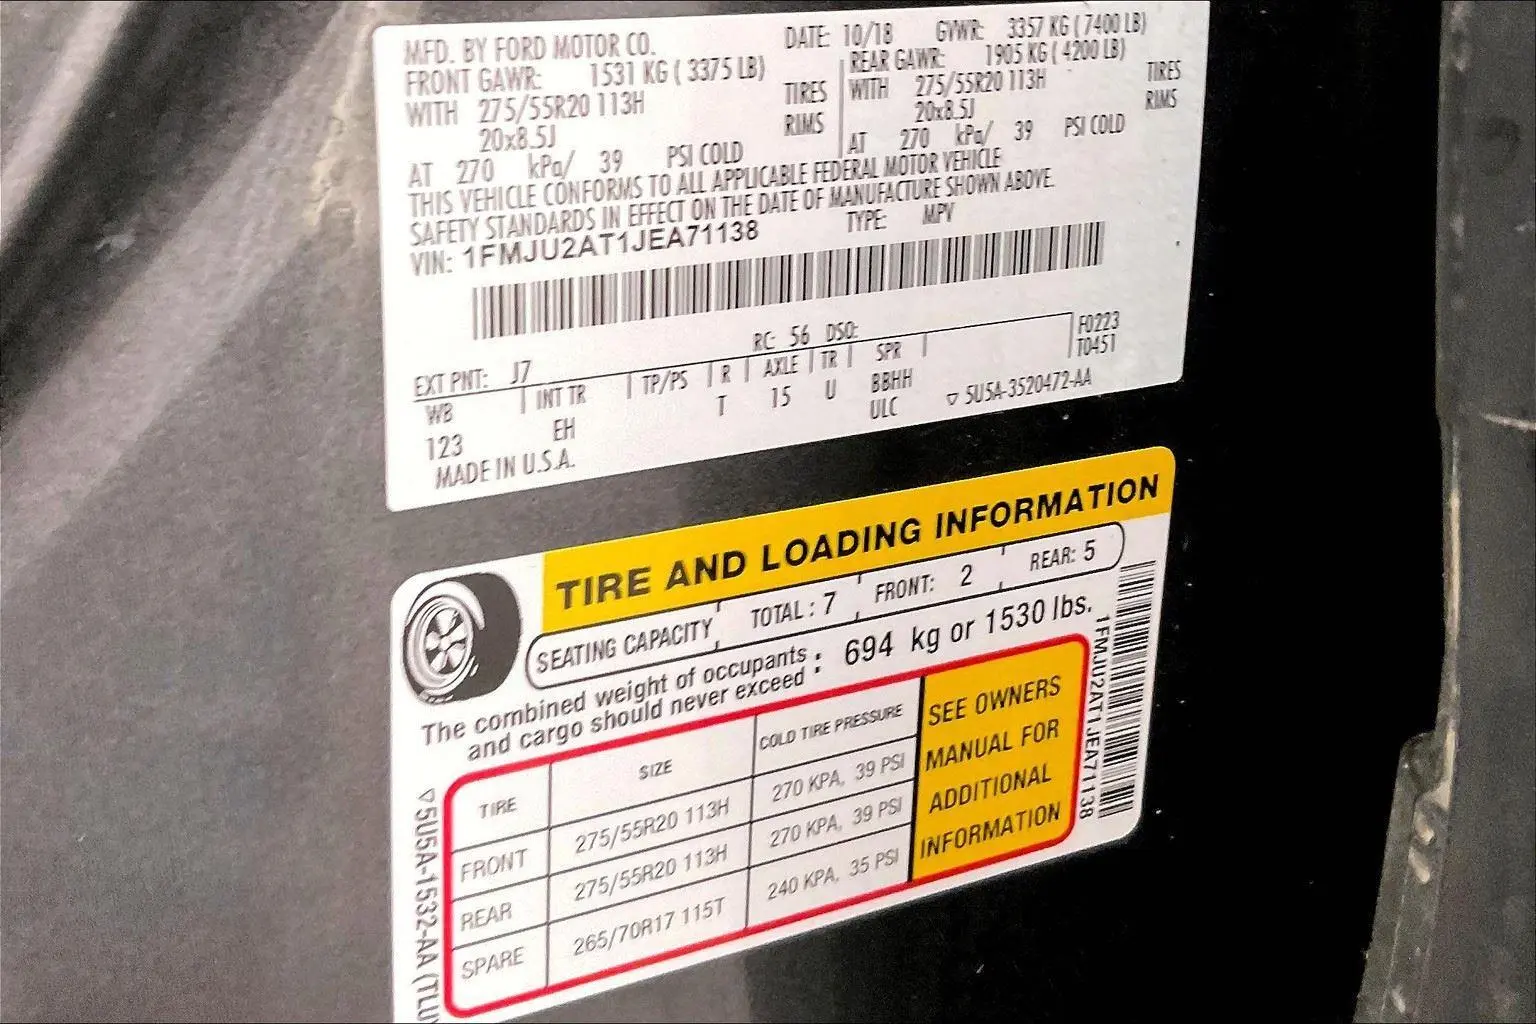 MFD. BY FORD MOTOR CO. DATE: 10/18 GVWR: 3357 KG ( 7400 LB)
FRONT GAWR: 1531 KG ( 3375 LB) REAR GAWR: 1905 KG ( 4200 LB)
WITH 275/55R20 113H TIRES WITH 275/55R20 113H TIRES
20x8.5J RIMS 20x8.5J RIMS
AT 270 kPa/ 39 PSI COLD AT 270 kPa/ 39 PSI COLD
THIS VEHICLE CONFORMS TO ALL APPLICABLE FEDERAL MOTOR VEHICLE
SAFETY STANDARDS IN EFFECT ON THE DATE OF MANUFACTURE SHOWN ABOVE.
VIN: 1FMJU2AT1JEA71138 TYPE: MPV
EXT PNT: J7 RC: 56 DSO: F0223
WB INT TR TP/PS R AXLE TR SPR T0451
123 EH T 15 U BBHH
ULC ▽ 5U5A-3520472-AA
MADE IN U.S.A.
TIRE AND LOADING INFORMATION
SEATING CAPACITY TOTAL : 7 FRONT: 2 REAR: 5
The combined weight of occupants : 694 kg or 1530 lbs.
and cargo should never exceed
TIRE SIZE COLD TIRE PRESSURE
FRONT 275/55R20 113H 270 KPA, 39 PSI
REAR 275/55R20 113H 270 KPA, 39 PSI
SPARE 265/70R17 115T 240 KPA, 35 PSI
SEE OWNERS
MANUAL FOR
ADDITIONAL
INFORMATION
1FMJU2AT1JEA71138
▽5U5A-1532-AA (TLU